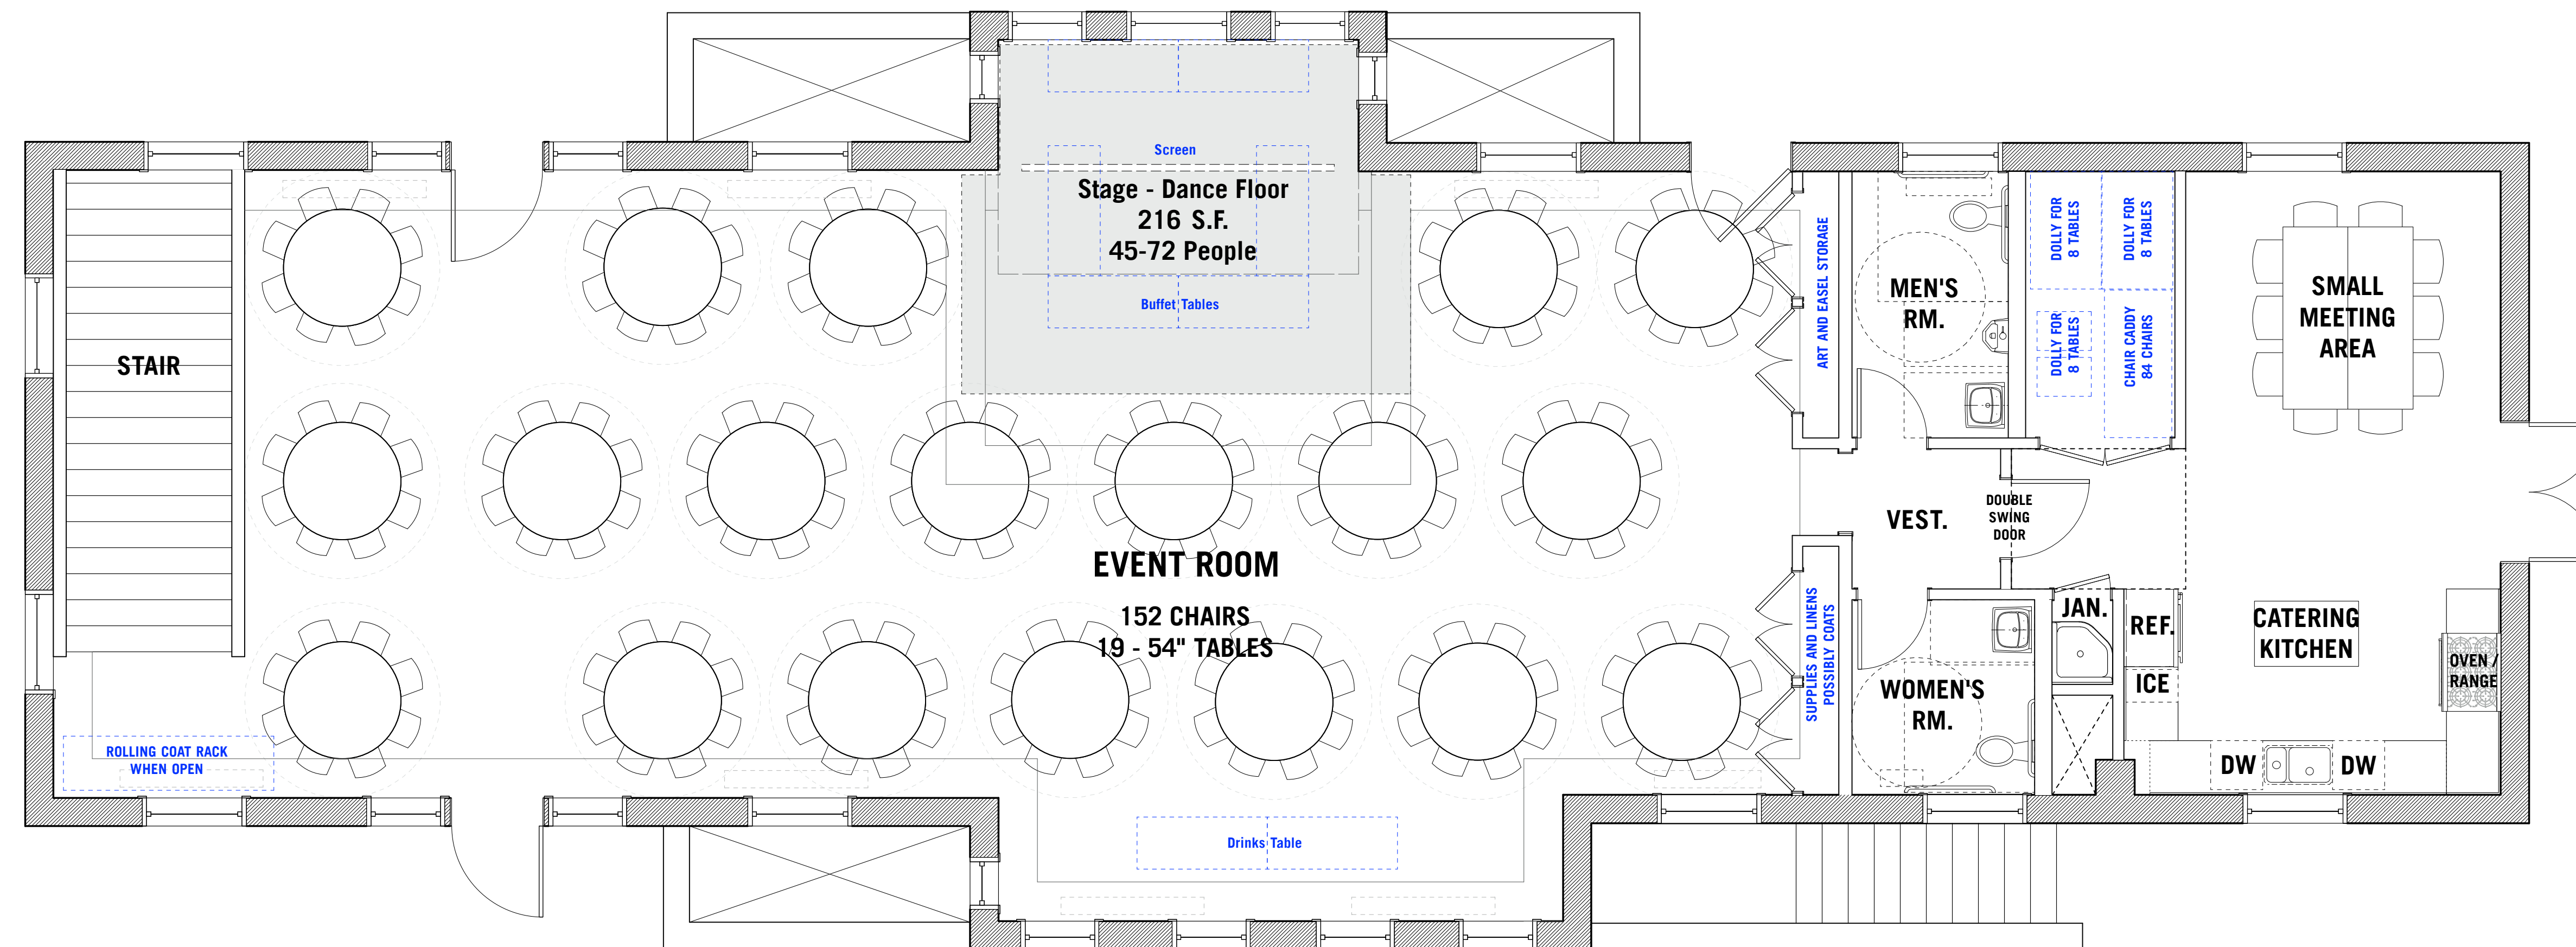 Screen
Stage - Dance Floor
216 S.F.
45-72 People
Buffet Tables
STAIR
EVENT ROOM
152 CHAIRS
19 - 54" TABLES
ROLLING COAT RACK
WHEN OPEN
Drinks Table
ART AND EASEL STORAGE
SUPPLIES AND LINENS
POSSIBLY COATS
MEN'S
RM.
DOLLY FOR
8 TABLES
DOLLY FOR
8 TABLES
DOLLY FOR
8 TABLES
CHAIR CADDY
84 CHAIRS
SMALL
MEETING
AREA
VEST.
DOUBLE
SWING
DOOR
WOMEN'S
RM.
JAN.
REF.
ICE
CATERING
KITCHEN
OVEN /
RANGE
DW
DW